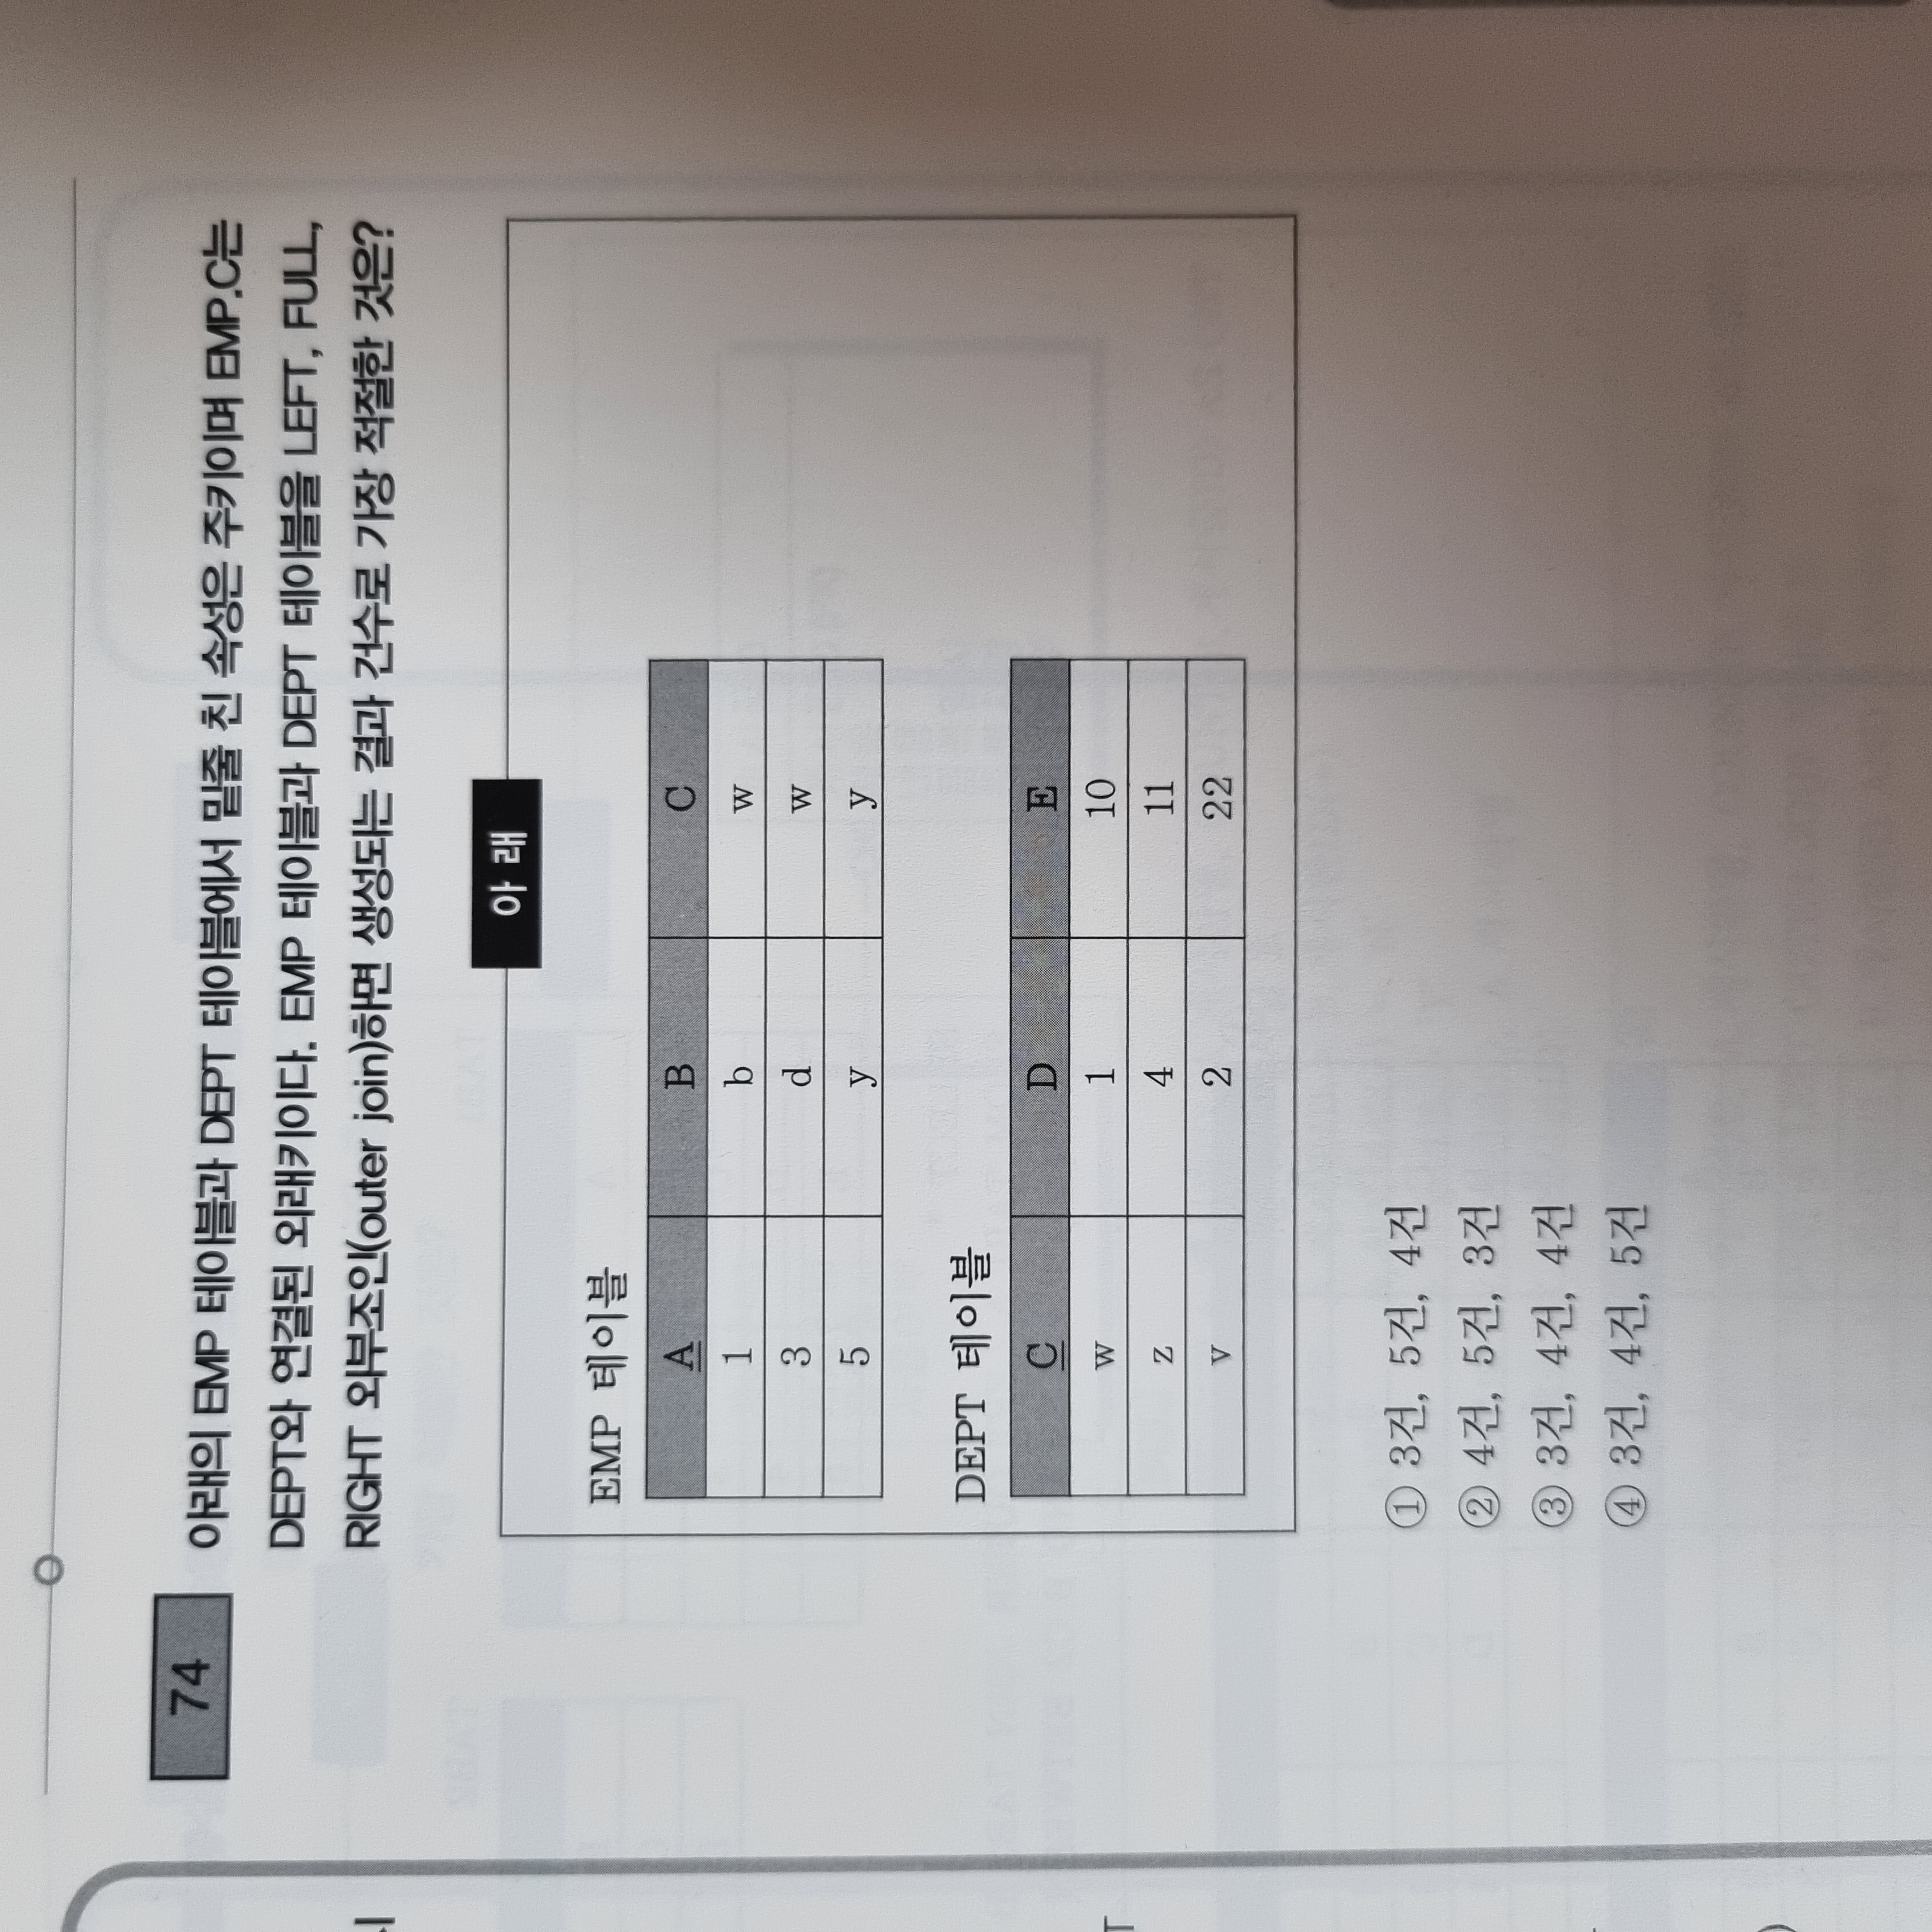 74
아래의 EMP 테이블과 DEPT 테이블에서 밑줄 친 속성은 주키이며 EMP.C는
DEPT와 연결된 외래키이다. EMP 테이블과 DEPT 테이블을 LEFT, FULL,
RIGHT 외부조인(outer join)하면 생성되는 결과 건수로 가장 적절한 것은?
아 래
EMP 테이블
A B C
1 b w
3 d w
5 y y
DEPT 테이블
C D E
w 1 10
z 4 11
v 2 22
① 3건, 5건, 4건
② 4건, 5건, 3건
③ 3건, 4건, 4건
④ 3건, 4건, 5건